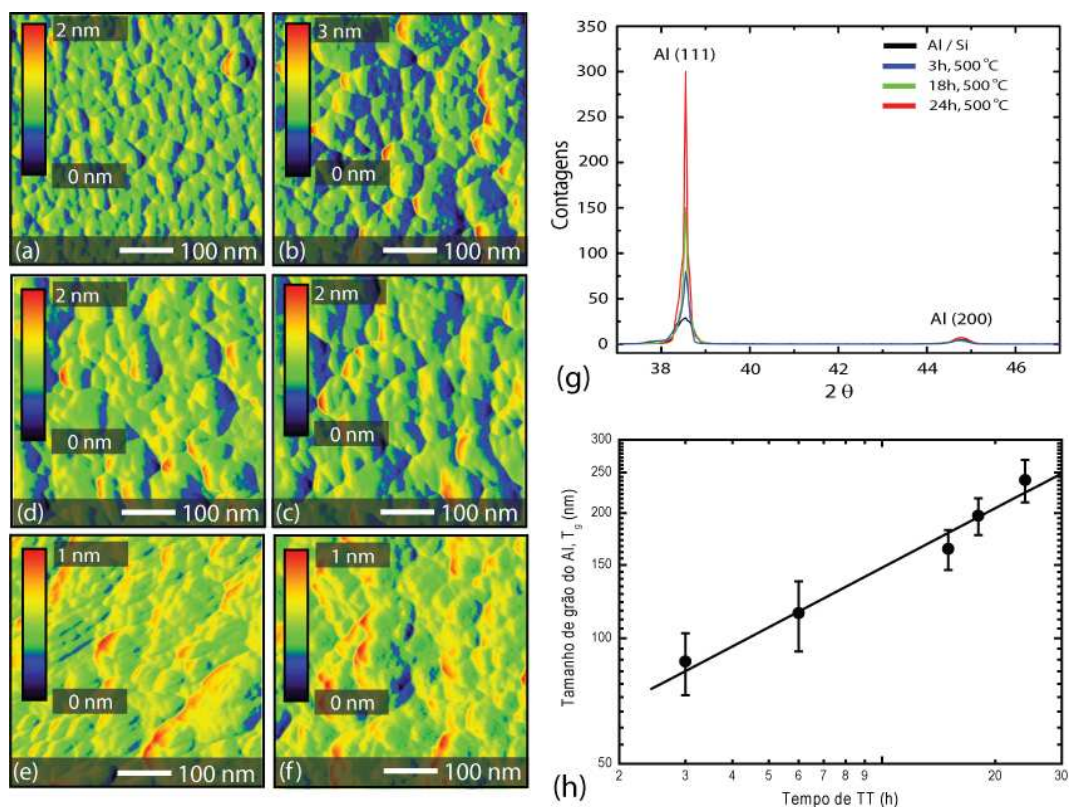 2 nm
0 nm
(a)
100 nm
3 nm
0 nm
(b)
100 nm
2 nm
0 nm
(d)
100 nm
2 nm
0 nm
(c)
100 nm
1 nm
0 nm
(e)
100 nm
1 nm
0 nm
(f)
100 nm
Al (111)
Al / Si
3h, 500 °C
18h, 500 °C
24h, 500 °C
Contagens
300
250
200
150
100
50
0
Al (200)
38 40 42 44 46
2 θ
(g)
Tamanho de grão do Al, T_g (nm)
300
250
200
150
100
50
2 3 4 5 6 7 8 9 20 30
Tempo de TT (h)
(h)